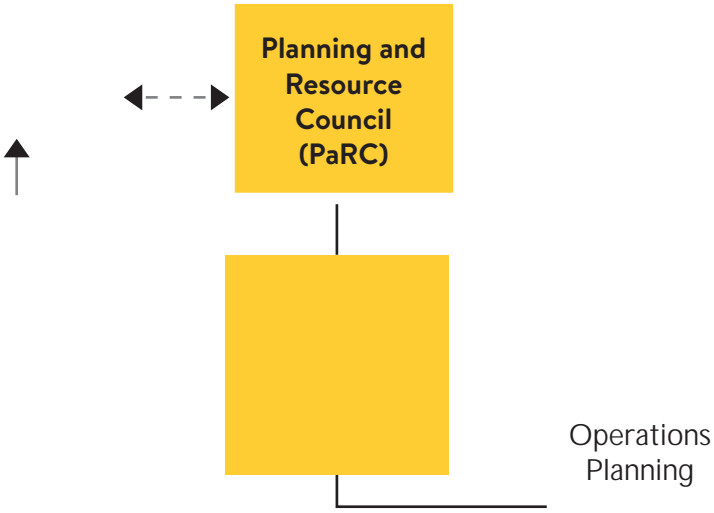 Planning and
Resource
Council
(PaRC)
Operations
Planning